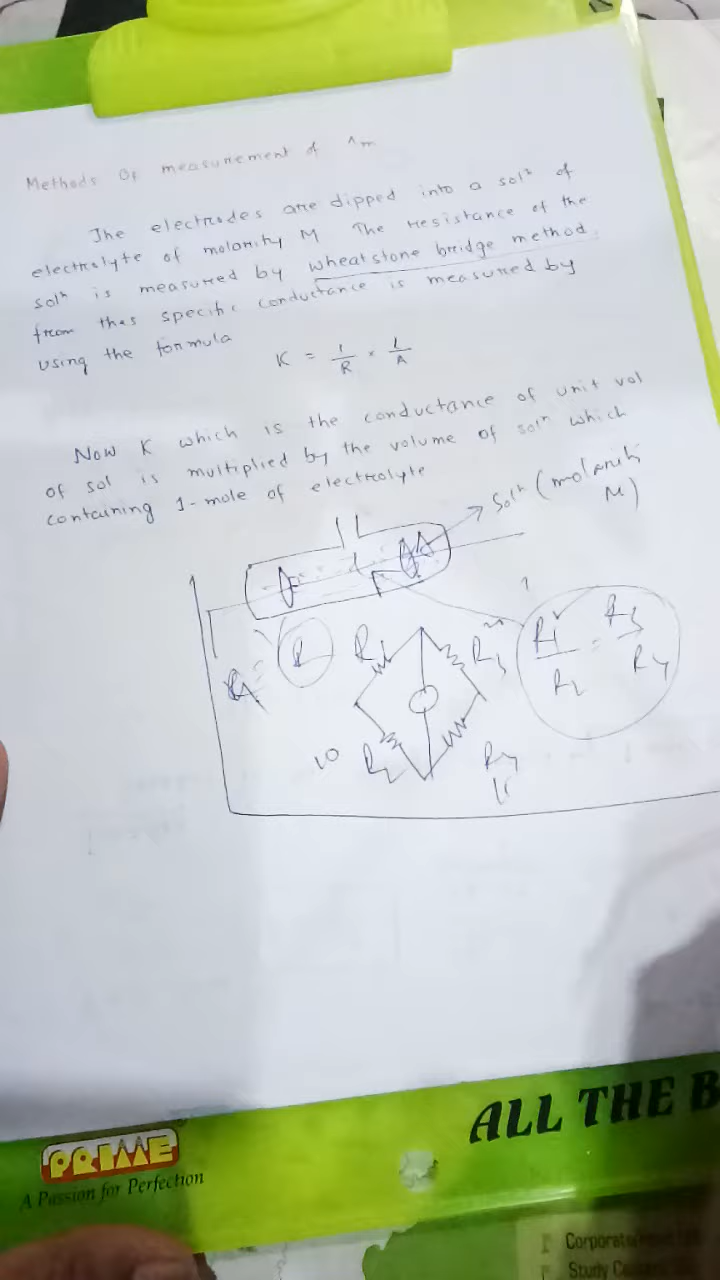 Methods Of measurement of ^m
The electrodes are dipped into a solⁿ of
electrolyte of molarity M The resistance of the
solⁿ is measured by wheatstone bridge method.
from thes specific conductance is measured by
using the formula
K = 1/R × L/A
Now K which is the conductance of unit vol
of sol is multiplied by the volume of solⁿ which
containing 1-mole of electrolyte
Solⁿ (molarity
M)
R
R1
R3
R1/R2 = R3/R4
10
R2
R4
PRIME
A Passion for Perfection
ALL THE B
Corporate
Study